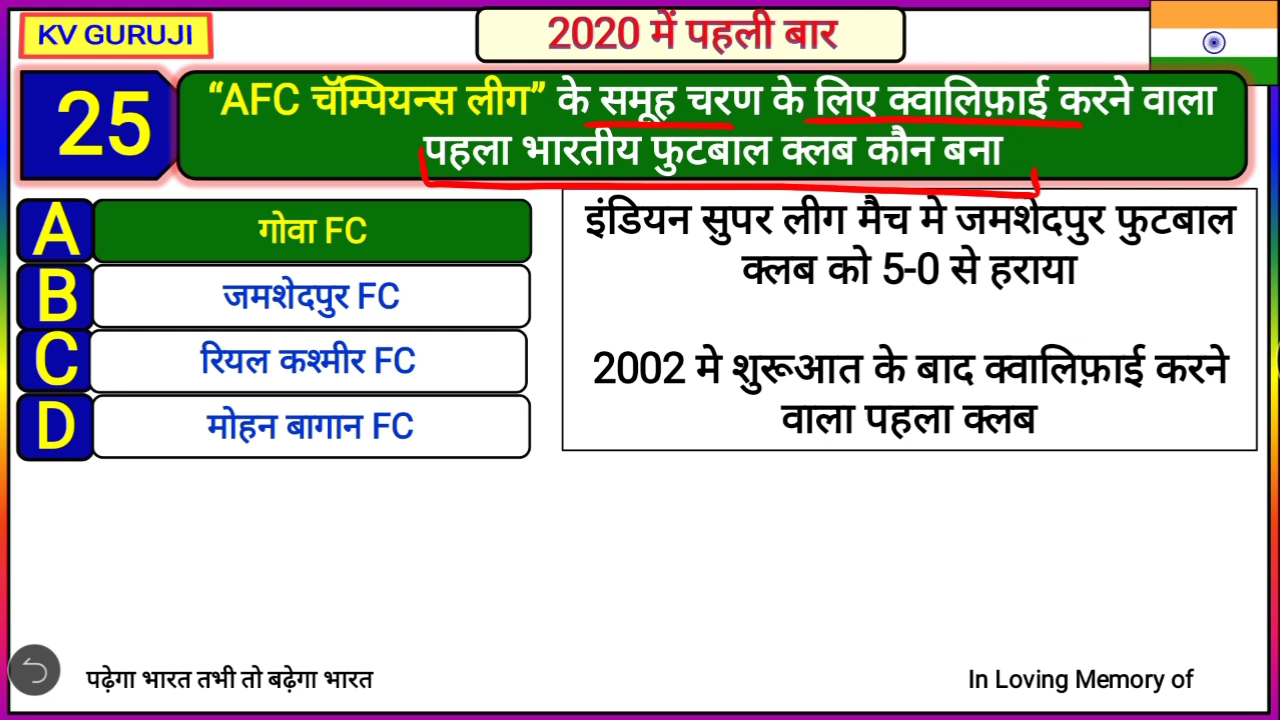 KV GURUJI
2020 में पहली बार
25
“AFC चॅम्पियन्स लीग” के समूह चरण के लिए क्वालिफ़ाई करने वाला
पहला भारतीय फुटबाल क्लब कौन बना
A गोवा FC
B जमशेदपुर FC
C रियल कश्मीर FC
D मोहन बागान FC
इंडियन सुपर लीग मैच मे जमशेदपुर फुटबाल
क्लब को 5-0 से हराया
2002 मे शुरूआत के बाद क्वालिफ़ाई करने
वाला पहला क्लब
पढ़ेगा भारत तभी तो बढ़ेगा भारत
In Loving Memory of